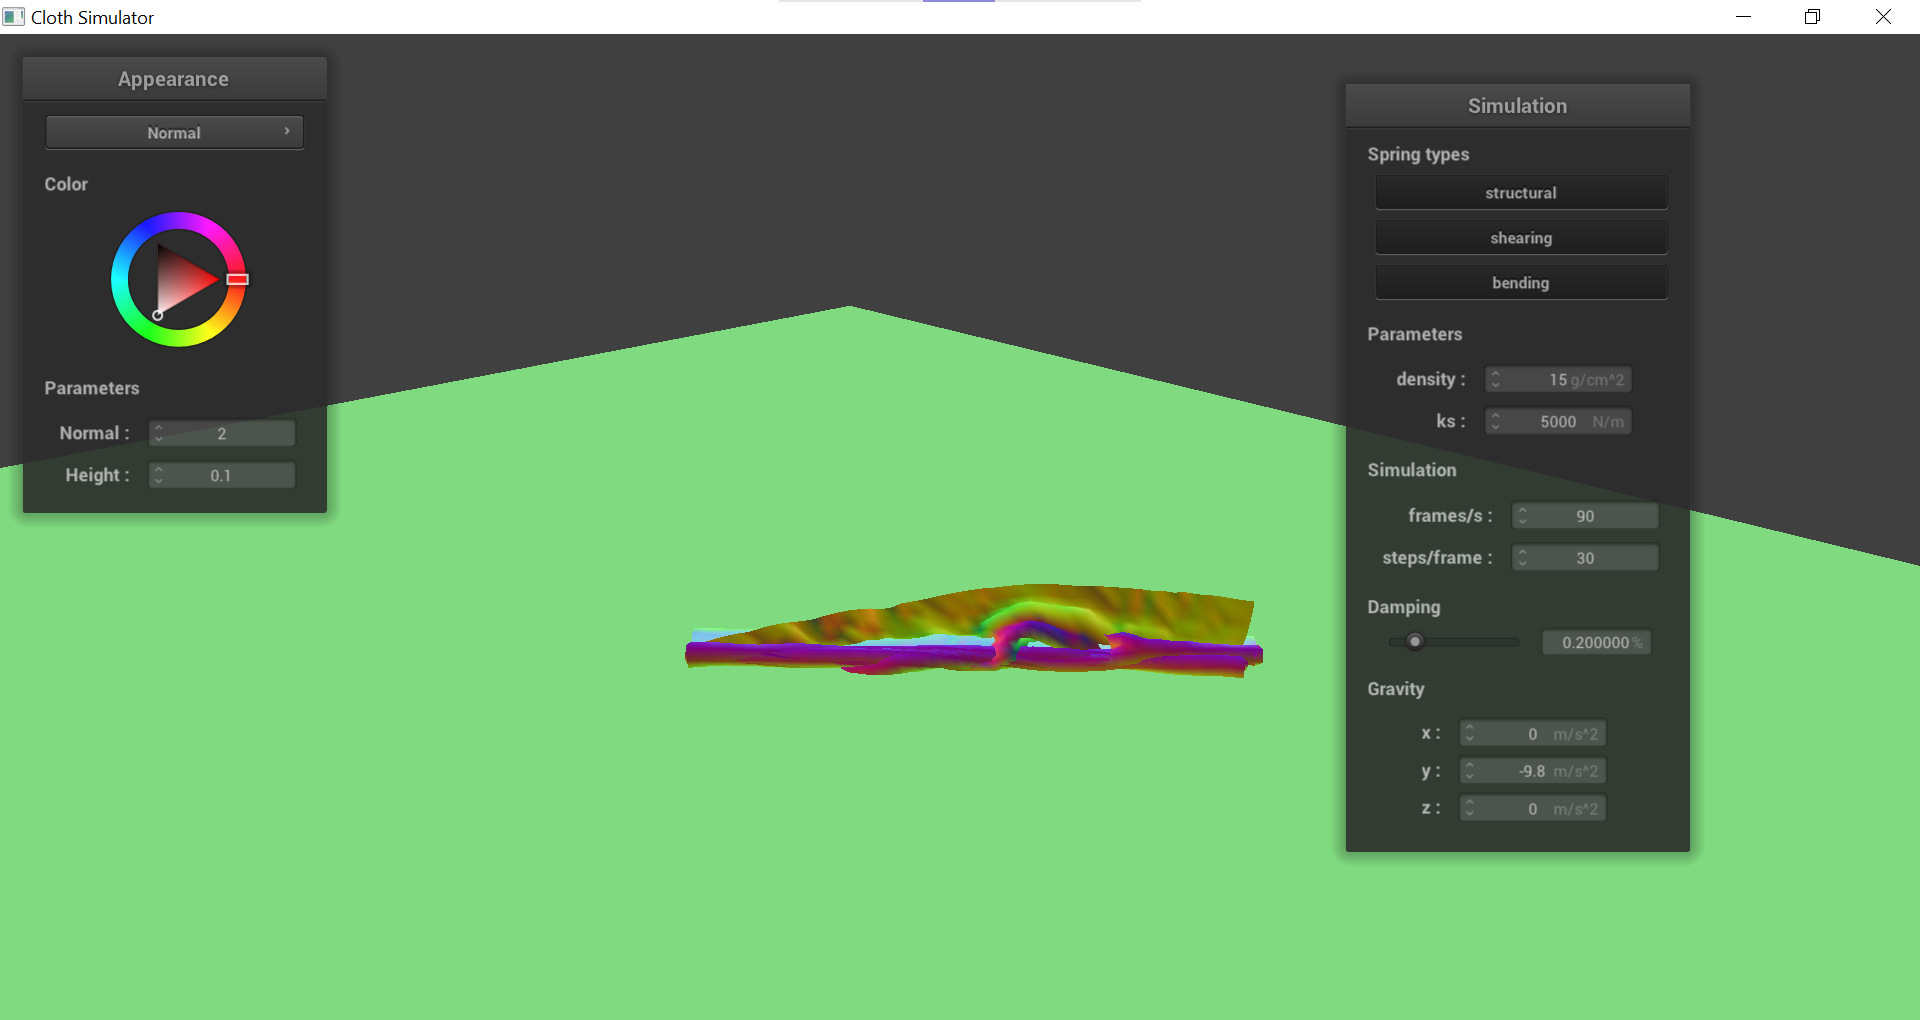 Cloth Simulator
Appearance
Normal
Color
Parameters
Normal : 2
Height : 0.1
Simulation
Spring types
structural
shearing
bending
Parameters
density : 15 g/cm^2
ks : 5000 N/m
Simulation
frames/s : 90
steps/frame : 30
Damping
0.200000 %
Gravity
x : 0 m/s^2
y : -9.8 m/s^2
z : 0 m/s^2